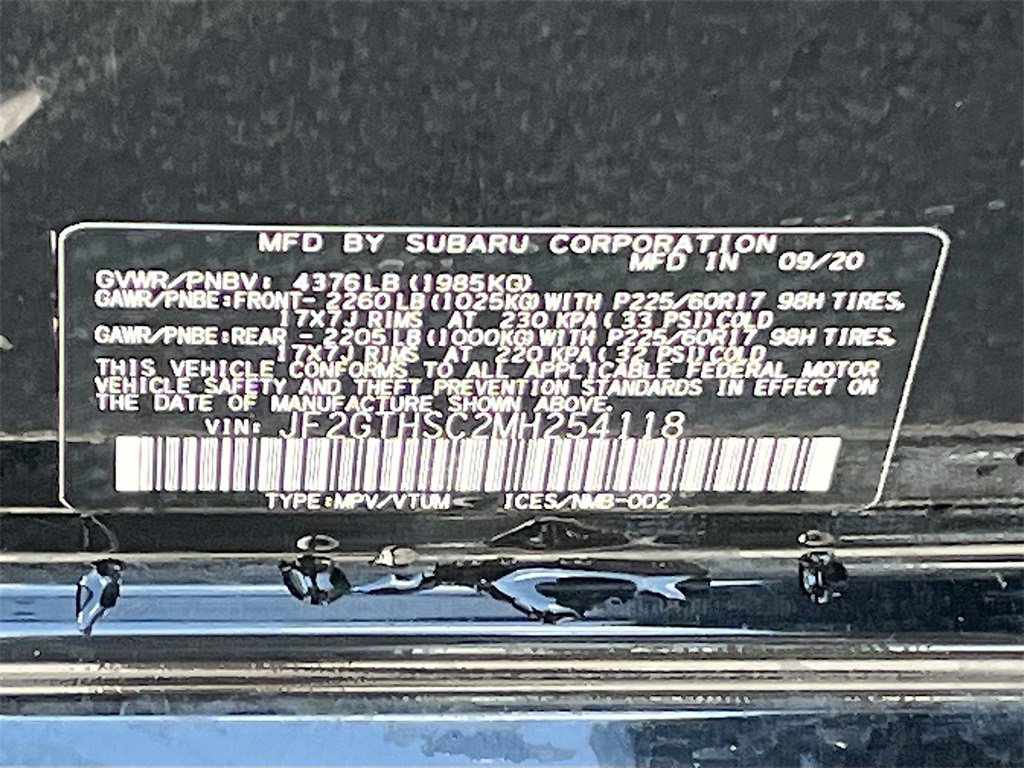 MFD BY SUBARU CORPORATION
MFD IN 09/20
GVWR/PNBV: 4376LB (1985KG)
GAWR/PNBE:FRONT- 2260LB (1025KG) WITH P225/60R17 98H TIRES,
17X7J RIMS AT 230 KPA( 33 PSI) COLD
GAWR/PNBE:REAR - 2205LB (1000KG) WITH P225/60R17 98H TIRES,
17X7J RIMS AT 220 KPA( 32 PSI) COLD
THIS VEHICLE CONFORMS TO ALL APPLICABLE FEDERAL MOTOR
VEHICLE SAFETY AND THEFT PREVENTION STANDARDS IN EFFECT ON
THE DATE OF MANUFACTURE SHOWN ABOVE.
VIN: JF2GTHSC2MH254118
TYPE:MPV/VTUM ICES/NMB-002